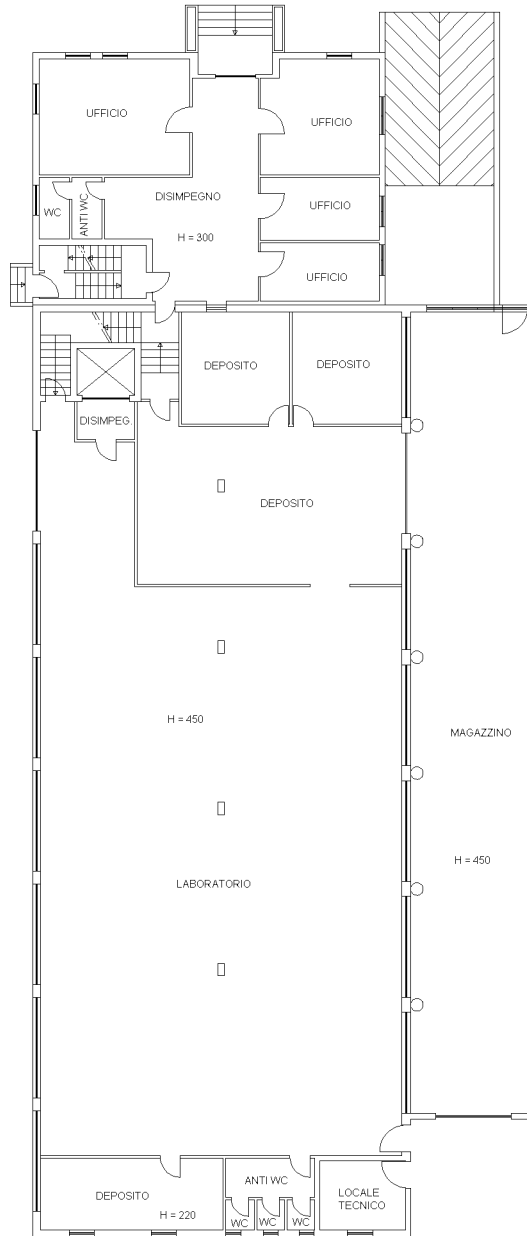 UFFICIO
UFFICIO
DISIMPEGNO
UFFICIO
WC
ANTI WC
H = 300
UFFICIO
DEPOSITO
DEPOSITO
DISIMPEG.
DEPOSITO
H = 450
MAGAZZINO
H = 450
LABORATORIO
ANTI WC
DEPOSITO
LOCALE
TECNICO
H = 220
WC
WC
WC